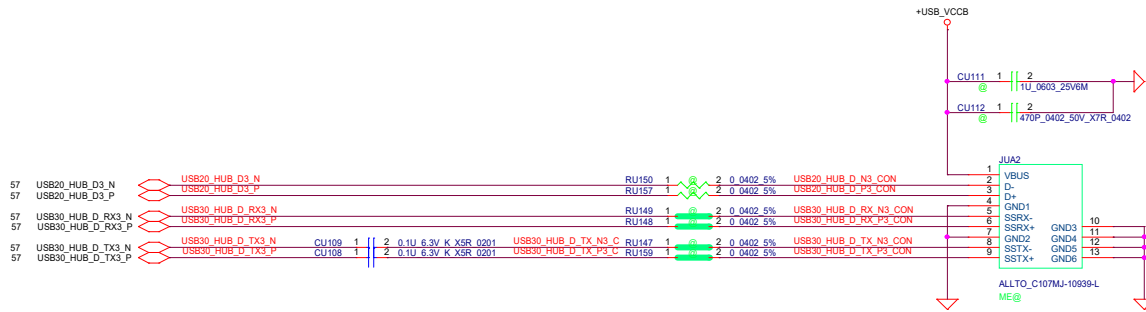 +USB_VCCB
CU111 1 2
@ 1U_0603_25V6M
CU112 1 2
@ 470P_0402_50V_X7R_0402
JUA2
1 VBUS
57 USB20_HUB_D3_N USB20_HUB_D3_N RU150 1 @ 2 0_0402_5% USB20_HUB_D_N3_CON 2 D-
57 USB20_HUB_D3_P USB20_HUB_D3_P RU157 1 @ 2 0_0402_5% USB20_HUB_D_P3_CON 3 D+
4 GND1
57 USB30_HUB_D_RX3_N USB30_HUB_D_RX3_N RU149 1 @ 2 0_0402_5% USB30_HUB_D_RX_N3_CON 5 SSRX-
57 USB30_HUB_D_RX3_P USB30_HUB_D_RX3_P RU148 1 @ 2 0_0402_5% USB30_HUB_D_RX_P3_CON 6 SSRX+ GND3 10
7 GND2 GND4 11
57 USB30_HUB_D_TX3_N USB30_HUB_D_TX3_N CU109 1 2 0.1U_6.3V_K_X5R_0201 USB30_HUB_D_TX_N3_C RU147 1 @ 2 0_0402_5% USB30_HUB_D_TX_N3_CON 8 SSTX- GND5 12
57 USB30_HUB_D_TX3_P USB30_HUB_D_TX3_P CU108 1 2 0.1U_6.3V_K_X5R_0201 USB30_HUB_D_TX_P3_C RU159 1 @ 2 0_0402_5% USB30_HUB_D_TX_P3_CON 9 SSTX+ GND6 13
ALLTO_C107MJ-10939-L
ME@